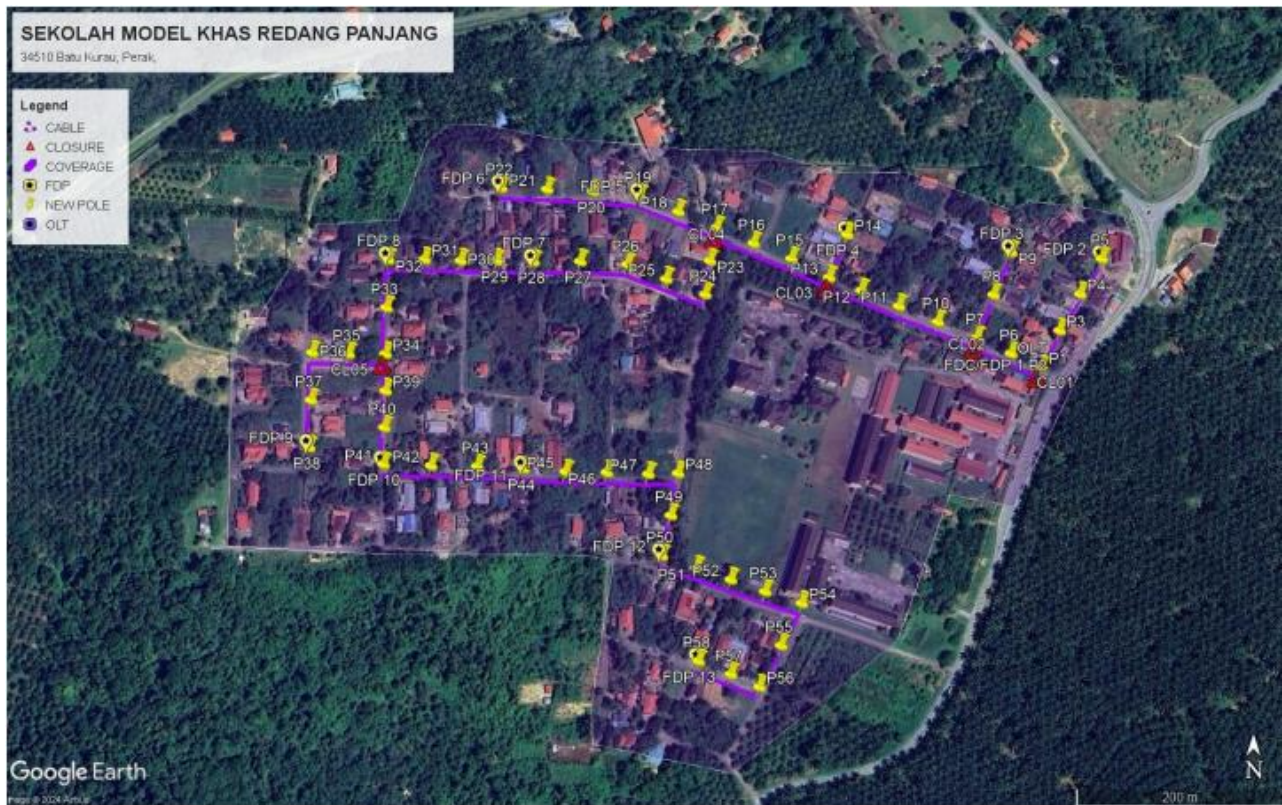 SEKOLAH MODEL KHAS REDANG PANJANG
34510 Batu Kurau, Perak,
Legend
CABLE
CLOSURE
COVERAGE
FDP
NEW POLE
OLT
P22
FDP 6
P21
FDP 5
P19
P20
P18
P17
CL04
P16
P14
FDP 4
P15
P13
FDP 3
P9
FDP 2
P5
FDP 8
P32
P31
P30
P29
FDP 7
P28
P27
P26
P25
P24
P23
CL03
P12
P11
P10
P8
P4
P33
P7
P6
P3
CL02
OLT
P1
FDC/FDP 1
CL01
P35
P36
P34
CL05
P37
P39
P40
FDP 9
P38
P41
P42
FDP 10
P43
FDP 11
P45
P44
P46
P47
P48
P49
P50
FDP 12
P51
P52
P53
P54
P55
P58
P57
FDP 13
P56
Google Earth
N
200 m